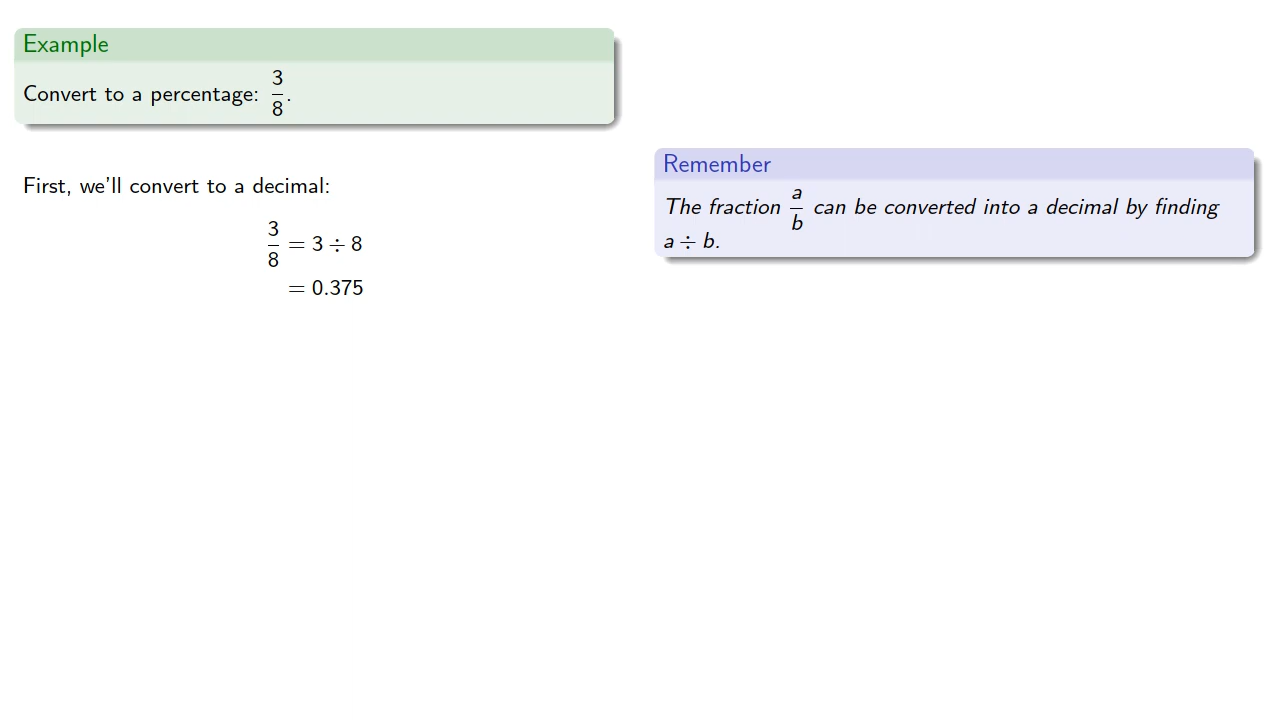 Example
Convert to a percentage: 3/8.
First, we'll convert to a decimal:
3/8 = 3 ÷ 8
= 0.375
Remember
The fraction a/b can be converted into a decimal by finding
a ÷ b.